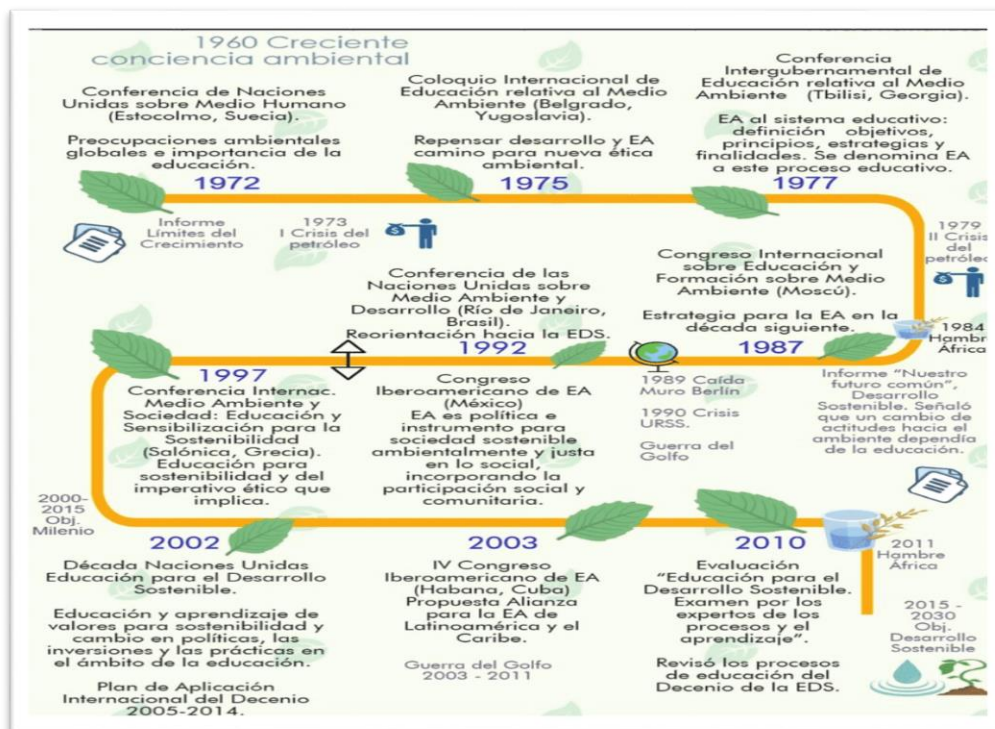 1960 Creciente
conciencia ambiental
Conferencia de Naciones
Unidas sobre Medio Humano
(Estocolmo, Suecia).
Preocupaciones ambientales
globales e importancia de la
educación.
1972
Coloquio Internacional de
Educación relativa al Medio
Ambiente (Belgrado,
Yugoslavia).
Repensar desarrollo y EA
camino para nueva ética
ambiental.
1975
Conferencia
Intergubernamental de
Educación relativa al Medio
Ambiente (Tbilisi, Georgia).
EA al sistema educativo:
definición objetivos,
principios, estrategias y
finalidades. Se denomina EA
a este proceso educativo.
1977
Informe
Límites del
Crecimiento
1973
I Crisis del
petróleo
1979
II Crisis
del
petróleo
Congreso Internacional
sobre Educación y
Formación sobre Medio
Ambiente (Moscú).
Estrategia para la EA en la
década siguiente.
1987
1984
Hambre
África
Conferencia de las
Naciones Unidas sobre
Medio Ambiente y
Desarrollo (Río de Janeiro,
Brasil).
Reorientación hacia la EDS.
1992
Informe "Nuestro
futuro común",
Desarrollo
Sostenible. Señaló
que un cambio de
actitudes hacia el
ambiente dependía
de la educación.
1989 Caída
Muro Berlín
1990 Crisis
URSS.
Guerra del
Golfo
Congreso
Iberoamericano de EA
(México)
EA es política e
instrumento para
sociedad sostenible
ambientalmente y justa
en lo social,
incorporando la
participación social y
comunitaria.
1997
Conferencia Internac.
Medio Ambiente y
Sociedad: Educación y
Sensibilización para la
Sostenibilidad
(Salónica, Grecia).
Educación para
sostenibilidad y del
imperativo ético que
implica.
2000-
2015
Obj.
Milenio
2002
Década Naciones Unidas
Educación para el Desarrollo
Sostenible.
Educación y aprendizaje de
valores para sostenibilidad y
cambio en políticas, las
inversiones y las prácticas en
el ámbito de la educación.
Plan de Aplicación
Internacional del Decenio
2005-2014.
2003
IV Congreso
Iberoamericano de EA
(Habana, Cuba)
Propuesta Alianza
para la EA de
Latinoamérica y el
Caribe.
Guerra del Golfo
2003 - 2011
2010
Evaluación
"Educación para el
Desarrollo Sostenible.
Examen por los
expertos de los
procesos y el
aprendizaje".
Revisó los procesos
de educación del
Decenio de la EDS.
2011
Hambre
África
2015 -
2030
Obj.
Desarrollo
Sostenible